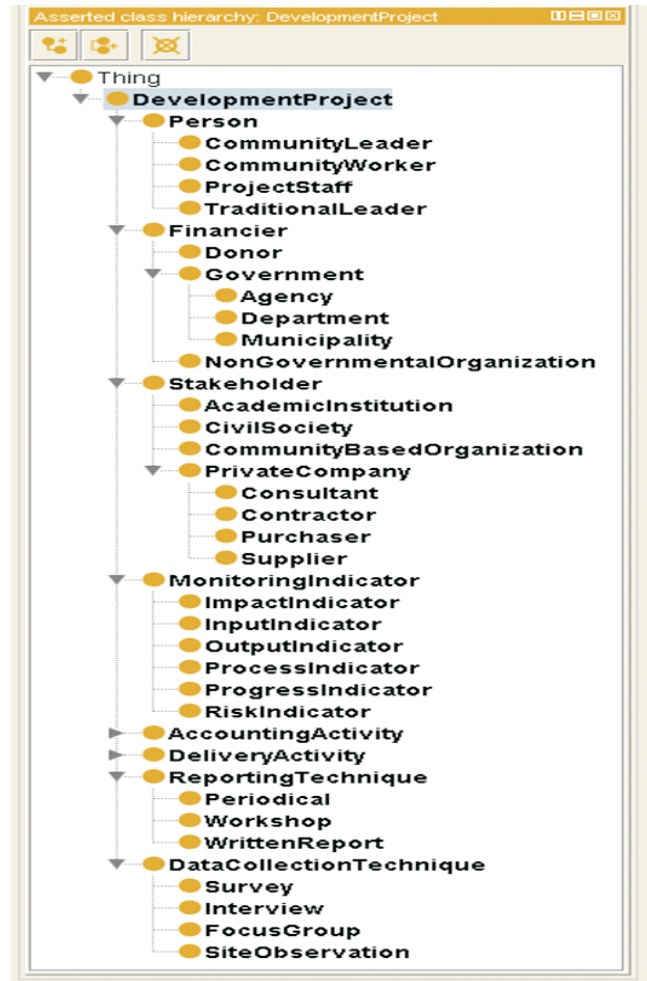 Asserted class hierarchy: DevelopmentProject
Thing
DevelopmentProject
Person
CommunityLeader
CommunityWorker
ProjectStaff
TraditionalLeader
Financier
Donor
Government
Agency
Department
Municipality
NonGovernmentalOrganization
Stakeholder
AcademicInstitution
CivilSociety
CommunityBasedOrganization
PrivateCompany
Consultant
Contractor
Purchaser
Supplier
MonitoringIndicator
ImpactIndicator
InputIndicator
OutputIndicator
ProcessIndicator
ProgressIndicator
RiskIndicator
AccountingActivity
DeliveryActivity
ReportingTechnique
Periodical
Workshop
WrittenReport
DataCollectionTechnique
Survey
Interview
FocusGroup
SiteObservation